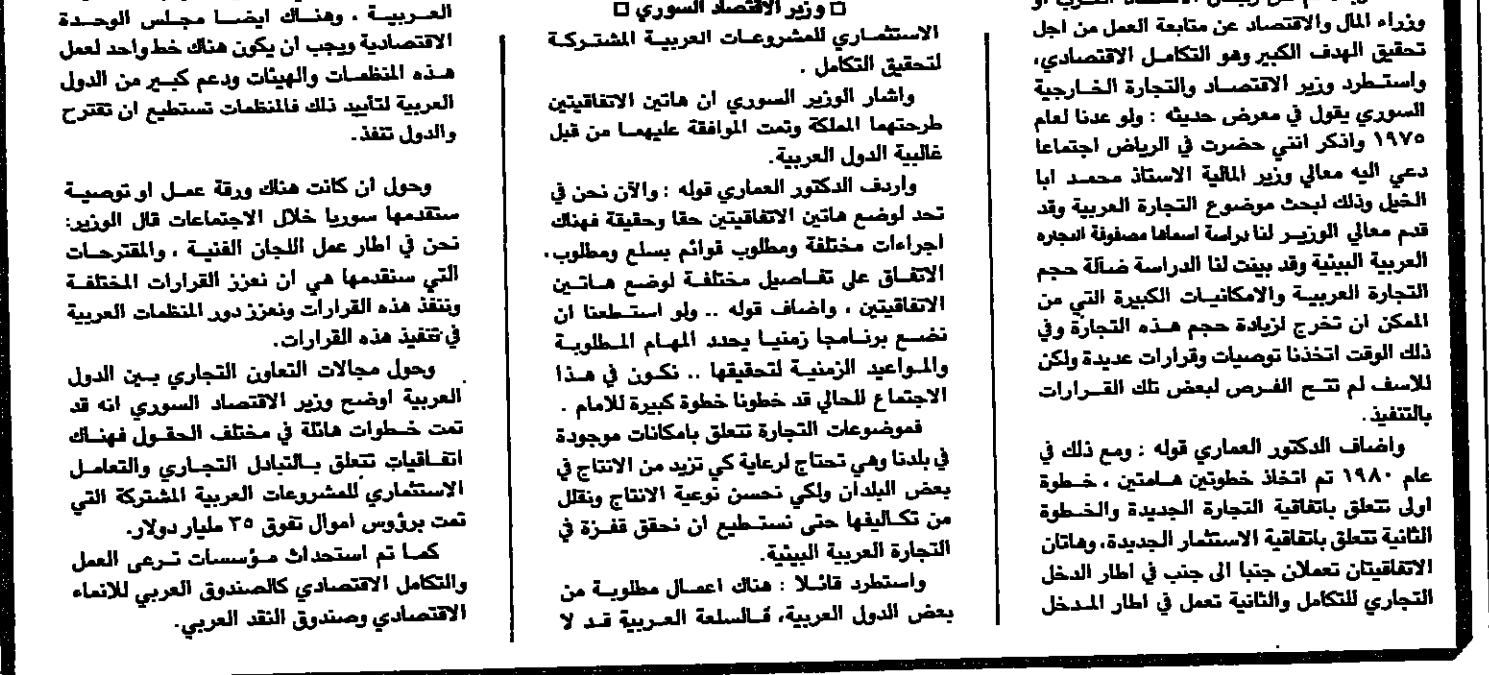 وزراء المال والاقتصاد عن متابعة العمل من اجل
تحقيق الهدف الكبير وهو التكامل الاقتصادي،
واستطرد وزير الاقتصاد والتجارة الخارجية
السوري يقول في معرض حديثه : ولو عدنا لعام
١٩٧٥ واذكر انني حضرت في الرياض اجتماعا
دعي اليه معالي وزير المالية الاستاذ محمد ابا
الخيل وذلك لبحث موضوع التجارة العربية وقد
قدم معالي الوزير لنا دراسة اسماها مصفوفة التجاره
العربية البينية وقد بينت لنا الدراسة ضآلة حجم
التجارة العربية والامكانيات الكبيرة التي من
الممكن ان تخرج لزيادة حجم هذه التجارة وفي
ذلك الوقت اتخذنا توصيات وقرارات عديدة ولكن
للاسف لم تتح الفرص لبعض تلك القرارات
بالتنفيذ.
واضاف الدكتور العماري قوله : ومع ذلك في
عام ١٩٨٠ تم اتخاذ خطوتين هامتين ، خطوة
اولى تتعلق باتفاقية التجارة الجديدة والخطوة
الثانية تتعلق باتفاقية الاستثمار الجديدة، وهاتان
الاتفاقيتان تعملان جنبا الى جنب في اطار الدخل
التجاري للتكامل والثانية تعمل في اطار المدخل
□ وزير الاقتصاد السوري □
الاستثماري للمشروعات العربية المشتركة
لتحقيق التكامل .
واشار الوزير السوري ان هاتين الاتفاقيتين
طرحتهما المملكة وتمت الموافقة عليهما من قبل
غالبية الدول العربية.
واردف الدكتور العماري قوله : والآن نحن في
تحد لوضع هاتين الاتفاقيتين حقا وحقيقة فهناك
اجراءات مختلفة ومطلوب قوائم بسلع ومطلوب
الاتفاق على تفاصيل مختلفة لوضع هاتين
الاتفاقيتين ، واضاف قوله .. ولو استطعنا ان
نضع برنامجا زمنيا يحدد المهام المطلوبة
والمواعيد الزمنية لتحقيقها .. نكون في هذا
الاجتماع للحالي قد خطونا خطوة كبيرة للامام .
فموضوعات التجارة تتعلق بامكانات موجودة
في بلدنا وهي تحتاج لرعاية كي تزيد من الانتاج في
بعض البلدان ولكي تحسن نوعية الانتاج ونقلل
من تكاليفها حتى نستطيع ان نحقق قفزة في
التجارة العربية البينية.
واستطرد قائلا : هناك اعمال مطلوبة من
بعض الدول العربية، فالسلعة العربية قد لا
العربية ، وهناك ايضا مجلس الوحدة
الاقتصادية ويجب ان يكون هناك خط واحد لعمل
هذه المنظمات والهيئات ودعم كبير من الدول
العربية لتأييد ذلك فالمنظمات تستطيع ان تقترح
والدول تنفذ.
وحول ان كانت هناك ورقة عمل او توصية
ستقدمها سوريا خلال الاجتماعات قال الوزير:
نحن في اطار عمل اللجان الفنية ، والمقترحات
التي سنقدمها هي ان نعزز القرارات المختلفة
وننفذ هذه القرارات ونعزز دور المنظمات العربية
في تنفيذ هذه القرارات.
وحول مجالات التعاون التجاري بين الدول
العربية اوضح وزير الاقتصاد السوري انه قد
تمت خطوات هائلة في مختلف الحقول فهناك
اتفاقيات تتعلق بالتبادل التجاري والتعامل
الاستثماري للمشروعات العربية المشتركة التي
تمت برؤوس اموال تفوق ٣٥ مليار دولار.
كما تم استحداث مؤسسات ترعى العمل
والتكامل الاقتصادي كالصندوق العربي للانماء
الاقتصادي وصندوق النقد العربي.